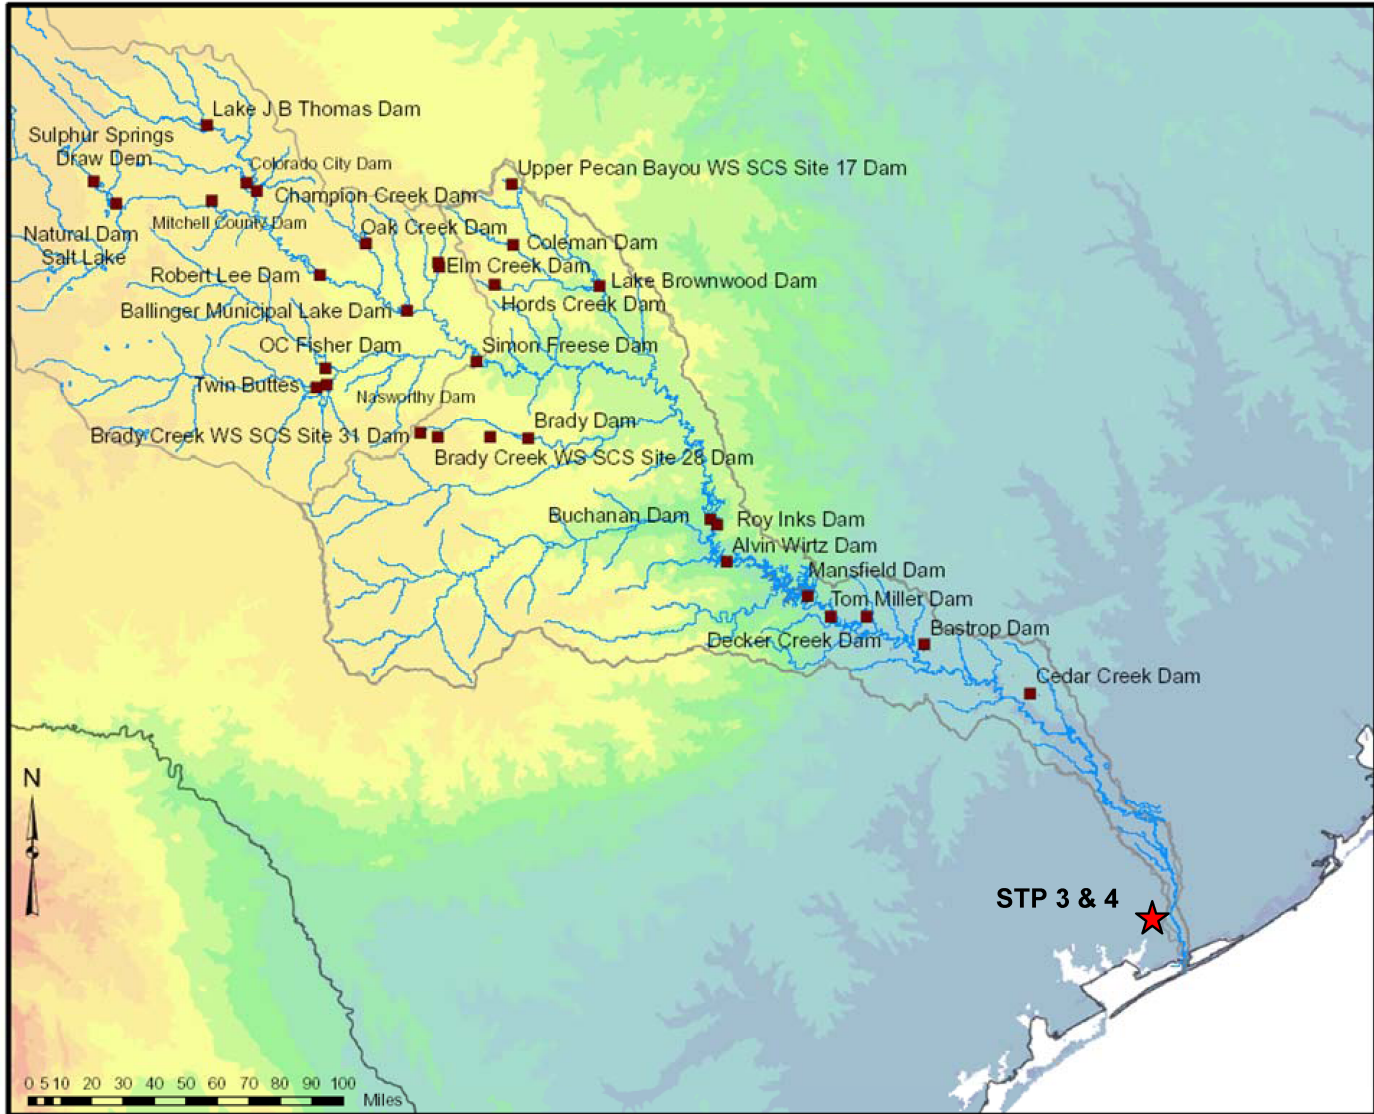 Lake J B Thomas Dam
Sulphur Springs
Draw Dem
Colorado City Dam
Upper Pecan Bayou WS SCS Site 17 Dam
Champion Creek Dam
Mitchell County Dam
Natural Dam
Salt Lake
Oak Creek Dam
Coleman Dam
Elm Creek Dam
Robert Lee Dam
Lake Brownwood Dam
Hords Creek Dam
Ballinger Municipal Lake Dam
OC Fisher Dam
Simon Freese Dam
Twin Buttes
Nasworthy Dam
Brady Dam
Brady Creek WS SCS Site 31 Dam
Brady Creek WS SCS Site 28 Dam
Buchanan Dam
Roy Inks Dam
Alvin Wirtz Dam
Mansfield Dam
Tom Miller Dam
Decker Creek Dam
Bastrop Dam
Cedar Creek Dam
N
STP 3 & 4
0 5 10 20 30 40 50 60 70 80 90 100
Miles